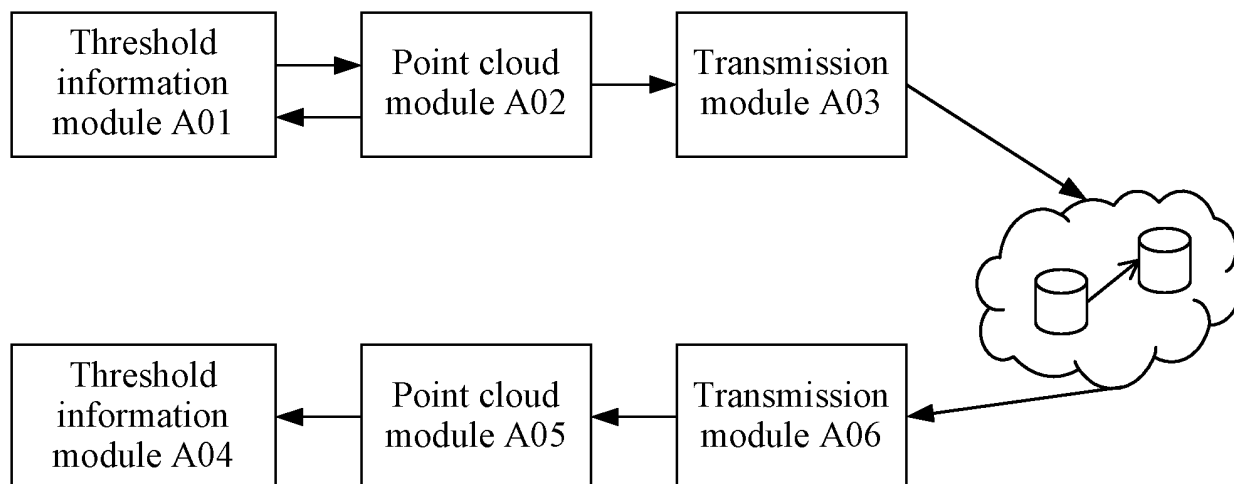 Threshold
information
module A01
Point cloud
module A02
Transmission
module A03
Threshold
information
module A04
Point cloud
module A05
Transmission
module A06